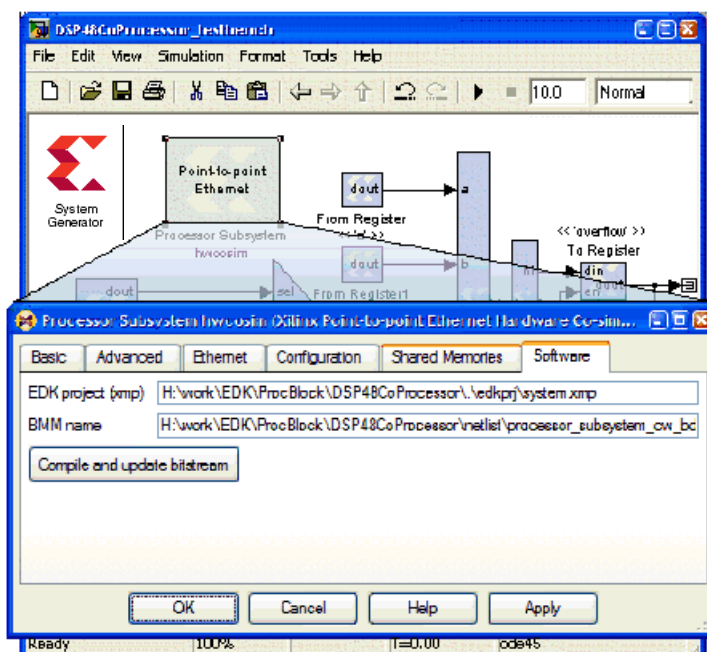 DSP48CoProcessor_testbench
File Edit View Simulation Format Tools Help
10.0 Normal
System
Generator
Point-to-point
Ethernet
Processor Subsystem
hwcosim
dout
From Register
<< 'a' >>
a
dout
From Register1
b
<< 'overflow' >>
To Register
din
dout
en
dout
sel
Processor Subsystem hwcosim (Xilinx Point-to-point Ethernet Hardware Co-sim...
Basic Advanced Ethernet Configuration Shared Memories Software
EDK project (xmp) H:\work\EDK\ProcBlock\DSP48CoProcessor\.\edkprj\system.xmp
BMM name H:\work\EDK\ProcBlock\DSP48CoProcessor\netlist\processor_subsystem_cw_bd
Compile and update bitstream
OK Cancel Help Apply
Ready 100% T=0.00 ode45